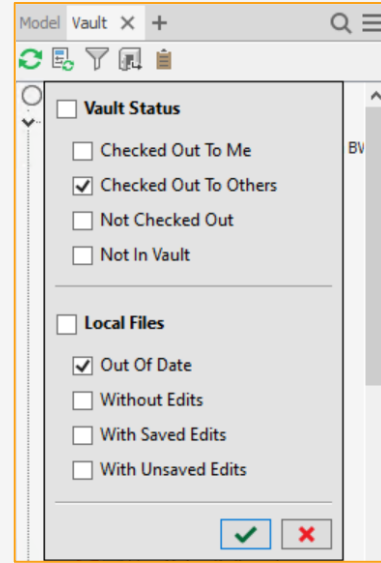 Model Vault
BV
Vault Status
Checked Out To Me
Checked Out To Others
Not Checked Out
Not In Vault
Local Files
Out Of Date
Without Edits
With Saved Edits
With Unsaved Edits